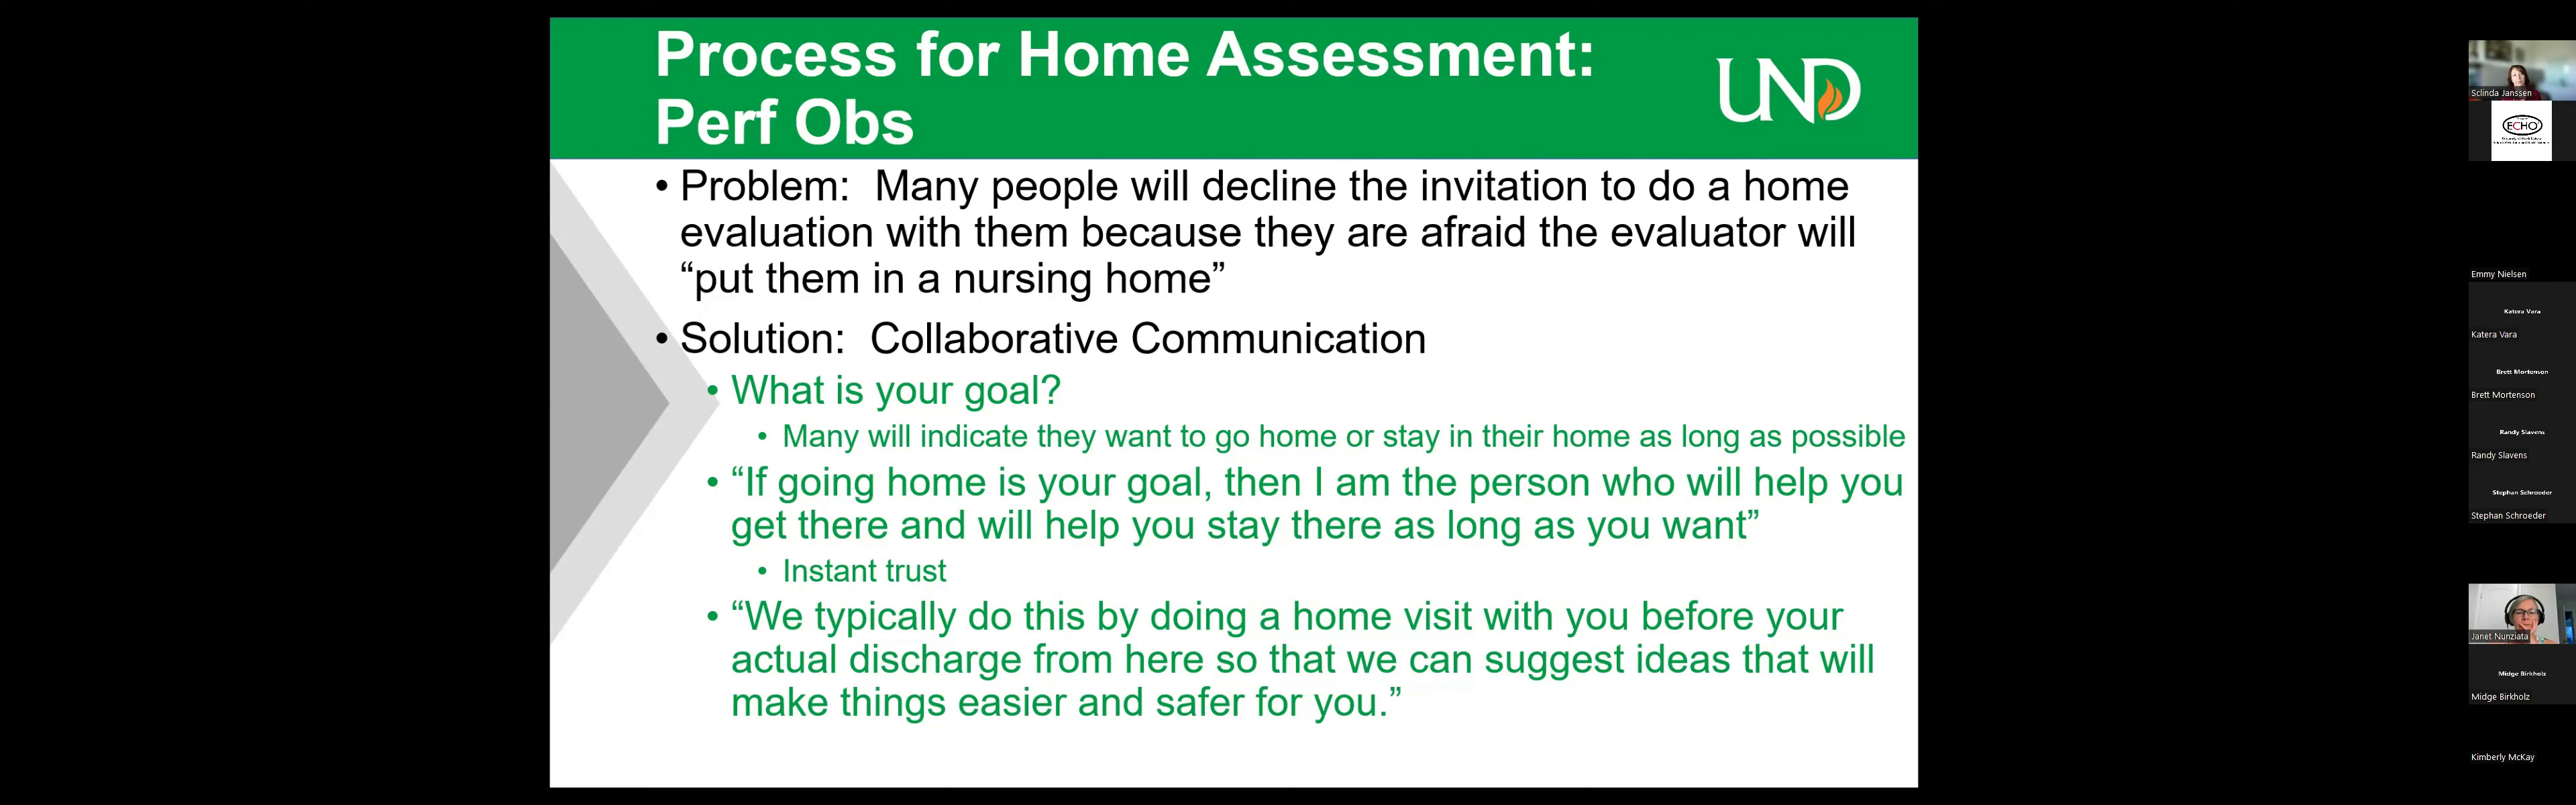 Process for Home Assessment:
Perf Obs
UND
• Problem:  Many people will decline the invitation to do a home
evaluation with them because they are afraid the evaluator will
“put them in a nursing home”
• Solution:  Collaborative Communication
• What is your goal?
• Many will indicate they want to go home or stay in their home as long as possible
• “If going home is your goal, then I am the person who will help you
get there and will help you stay there as long as you want”
• Instant trust
• “We typically do this by doing a home visit with you before your
actual discharge from here so that we can suggest ideas that will
make things easier and safer for you.”
Sclinda Janssen
ECHO
Emmy Nielsen
Katera Vara
Katera Vara
Brett Mortenson
Brett Mortenson
Randy Slavens
Randy Slavens
Stephan Schroeder
Stephan Schroeder
Janet Nunziata
Midge Birkholz
Midge Birkholz
Kimberly McKay